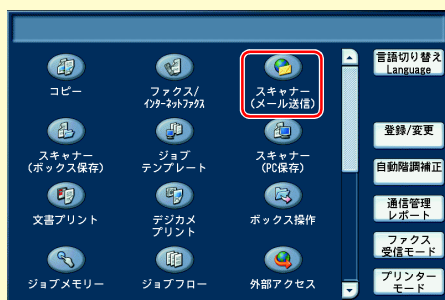 コピー
ファクス/
インターネットファクス
スキャナー
(メール送信)
スキャナー
(ボックス保存)
ジョブ
テンプレート
スキャナー
(PC保存)
文書プリント
デジカメ
プリント
ボックス操作
ジョブメモリー
ジョブフロー
外部アクセス
言語切り替え
Language
登録/変更
自動階調補正
通信管理
レポート
ファクス
受信モード
プリンター
モード